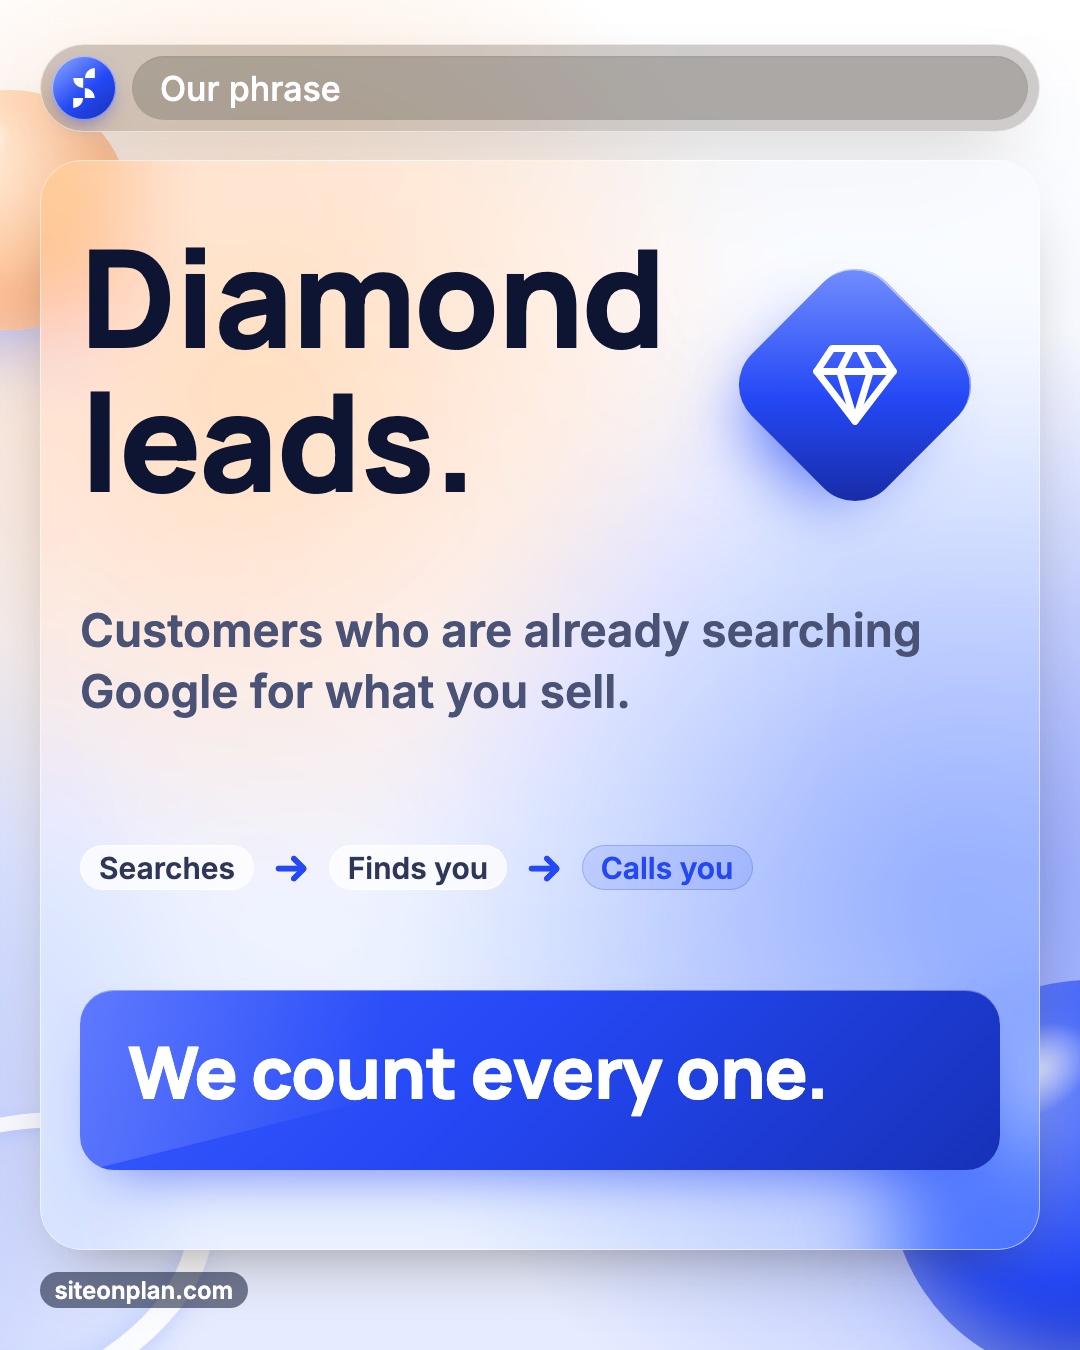 Our phrase
Diamond
leads.
Customers who are already searching
Google for what you sell.
Searches → Finds you → Calls you
We count every one.
siteonplan.com